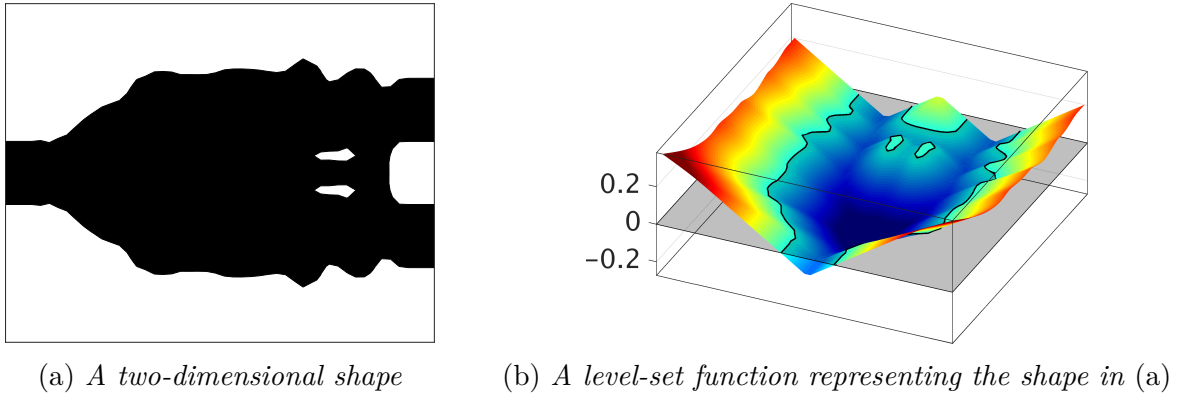 0.2
0
−0.2
(a) A two-dimensional shape
(b) A level-set function representing the shape in (a)